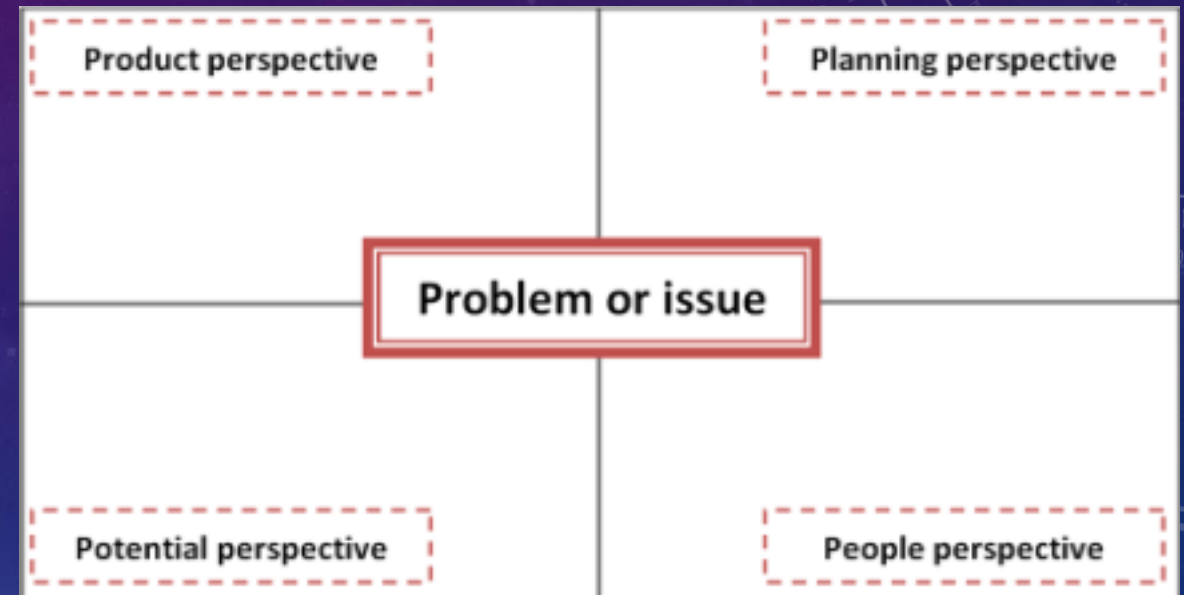 Product perspective
Planning perspective
Problem or issue
Potential perspective
People perspective